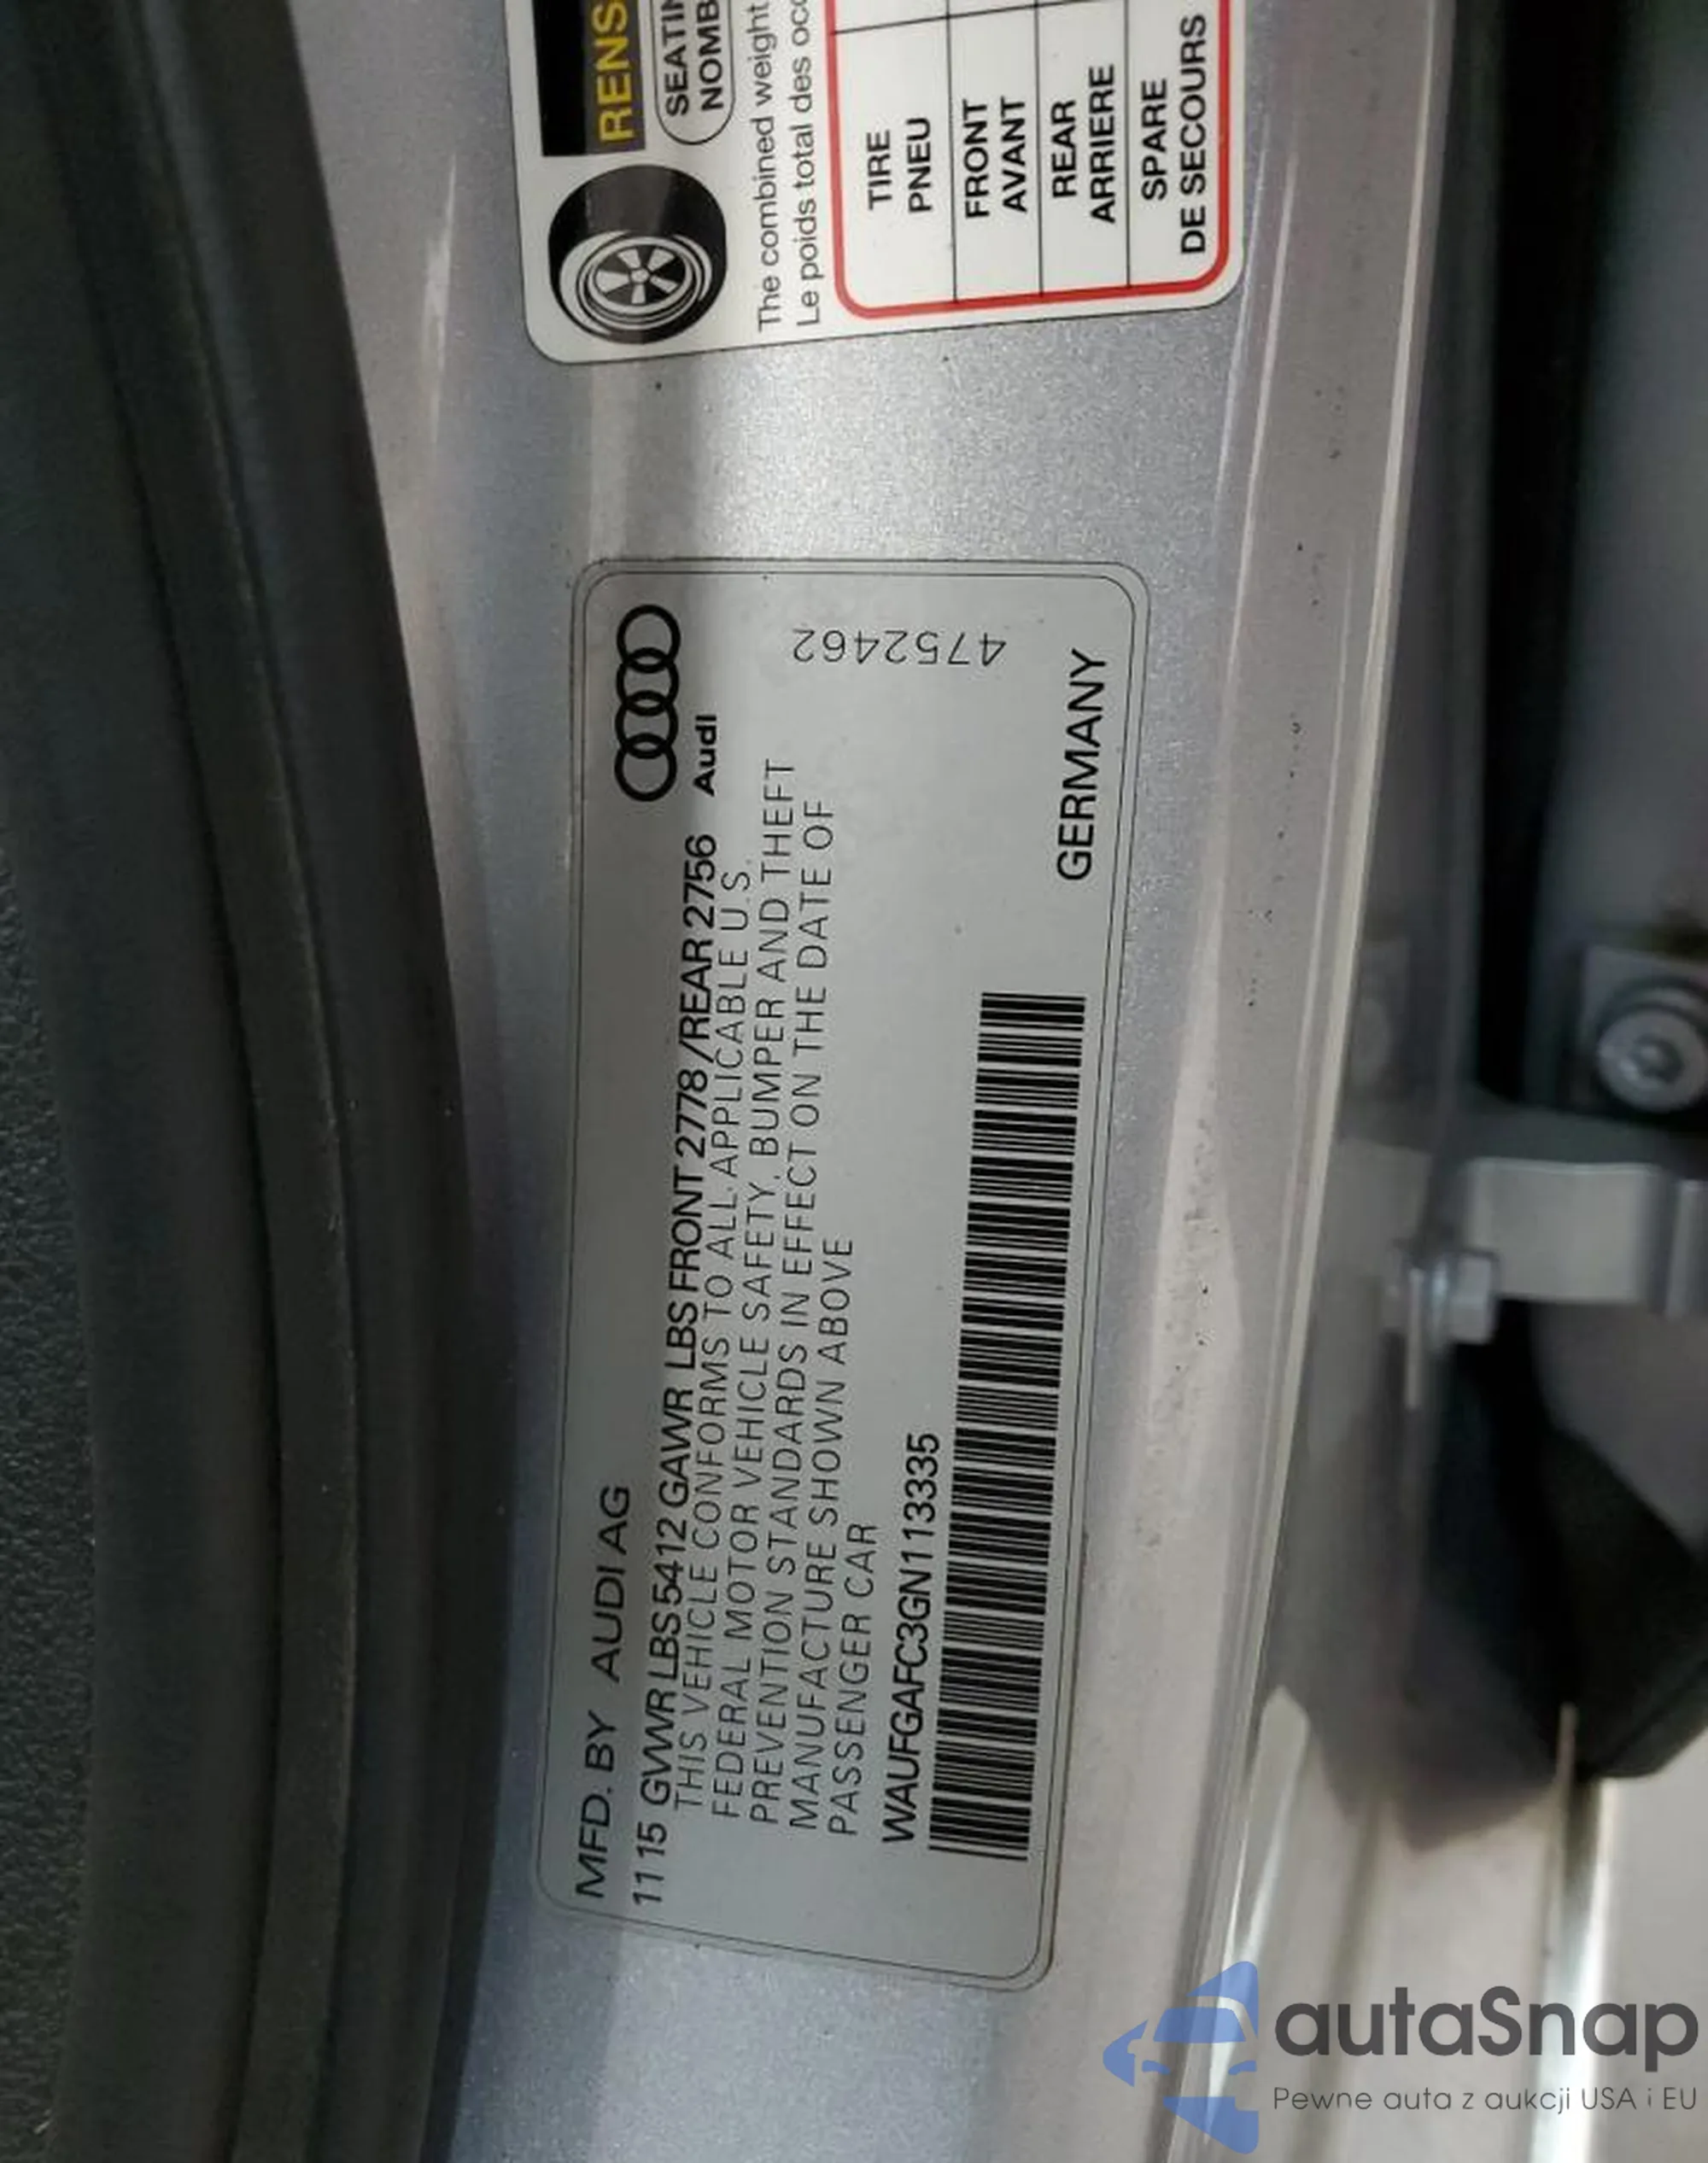 MFD. BY AUDI AG
1115 GVWR LBS 5412 GAWR LBS FRONT 2778 /REAR 2756
Audi
THIS VEHICLE CONFORMS TO ALL APPLICABLE U.S.
FEDERAL MOTOR VEHICLE SAFETY, BUMPER AND THEFT
PREVENTION STANDARDS IN EFFECT ON THE DATE OF
MANUFACTURE SHOWN ABOVE
PASSENGER CAR
WAUFGAFC3GN113335
GERMANY
4752462
RENS
SEATIN
NOMB
The combined weight
Le poids total des occ
TIRE
PNEU
FRONT
AVANT
REAR
ARRIERE
SPARE
DE SECOURS
autaSnap
Pewne auta z aukcji USA i EU